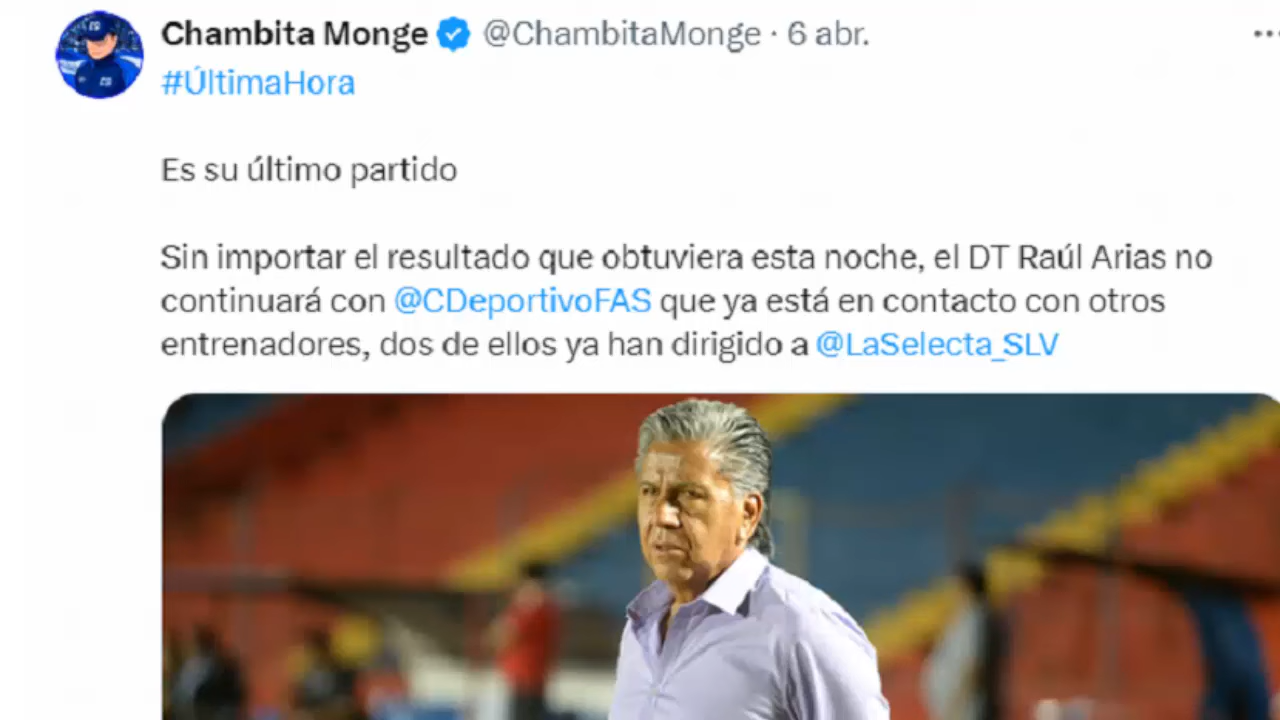 Chambita Monge @ChambitaMonge · 6 abr.
#ÚltimaHora
Es su último partido
Sin importar el resultado que obtuviera esta noche, el DT Raúl Arias no
continuará con @CDeportivoFAS que ya está en contacto con otros
entrenadores, dos de ellos ya han dirigido a @LaSelecta_SLV